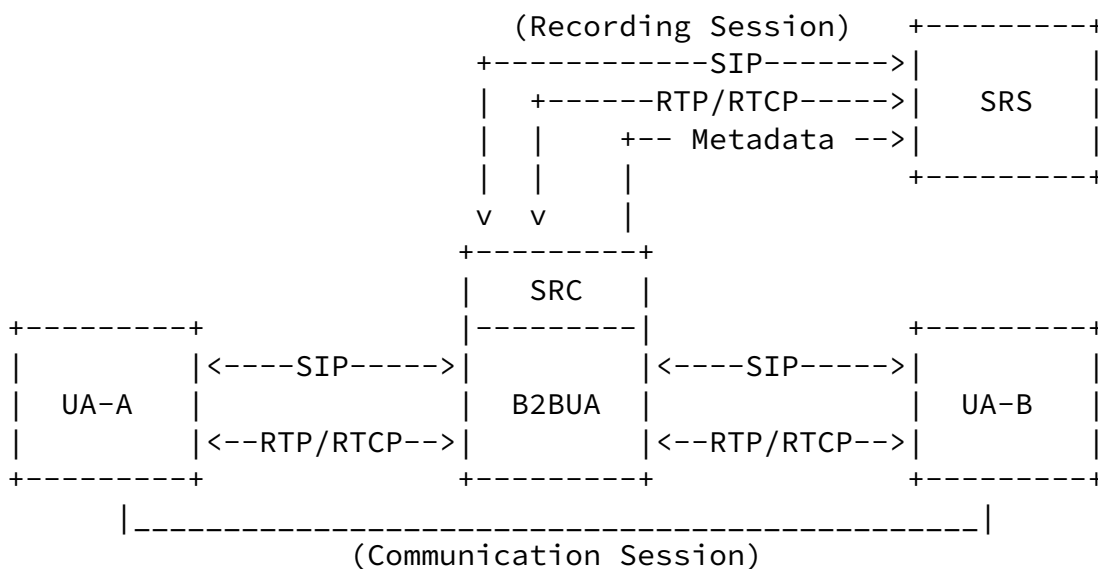 (Recording Session) +---------+
+------------SIP------->| |
| +------RTP/RTCP----->| SRS |
| | +-- Metadata -->| |
| | | +---------+
v v |
+---------+
| SRC |
+---------+ |---------| +---------+
| |<----SIP----->| |<----SIP----->| |
| UA-A | | B2BUA | | UA-B |
| |<--RTP/RTCP-->| |<--RTP/RTCP-->| |
+---------+ +---------+ +---------+
|_______________________________________________|
(Communication Session)